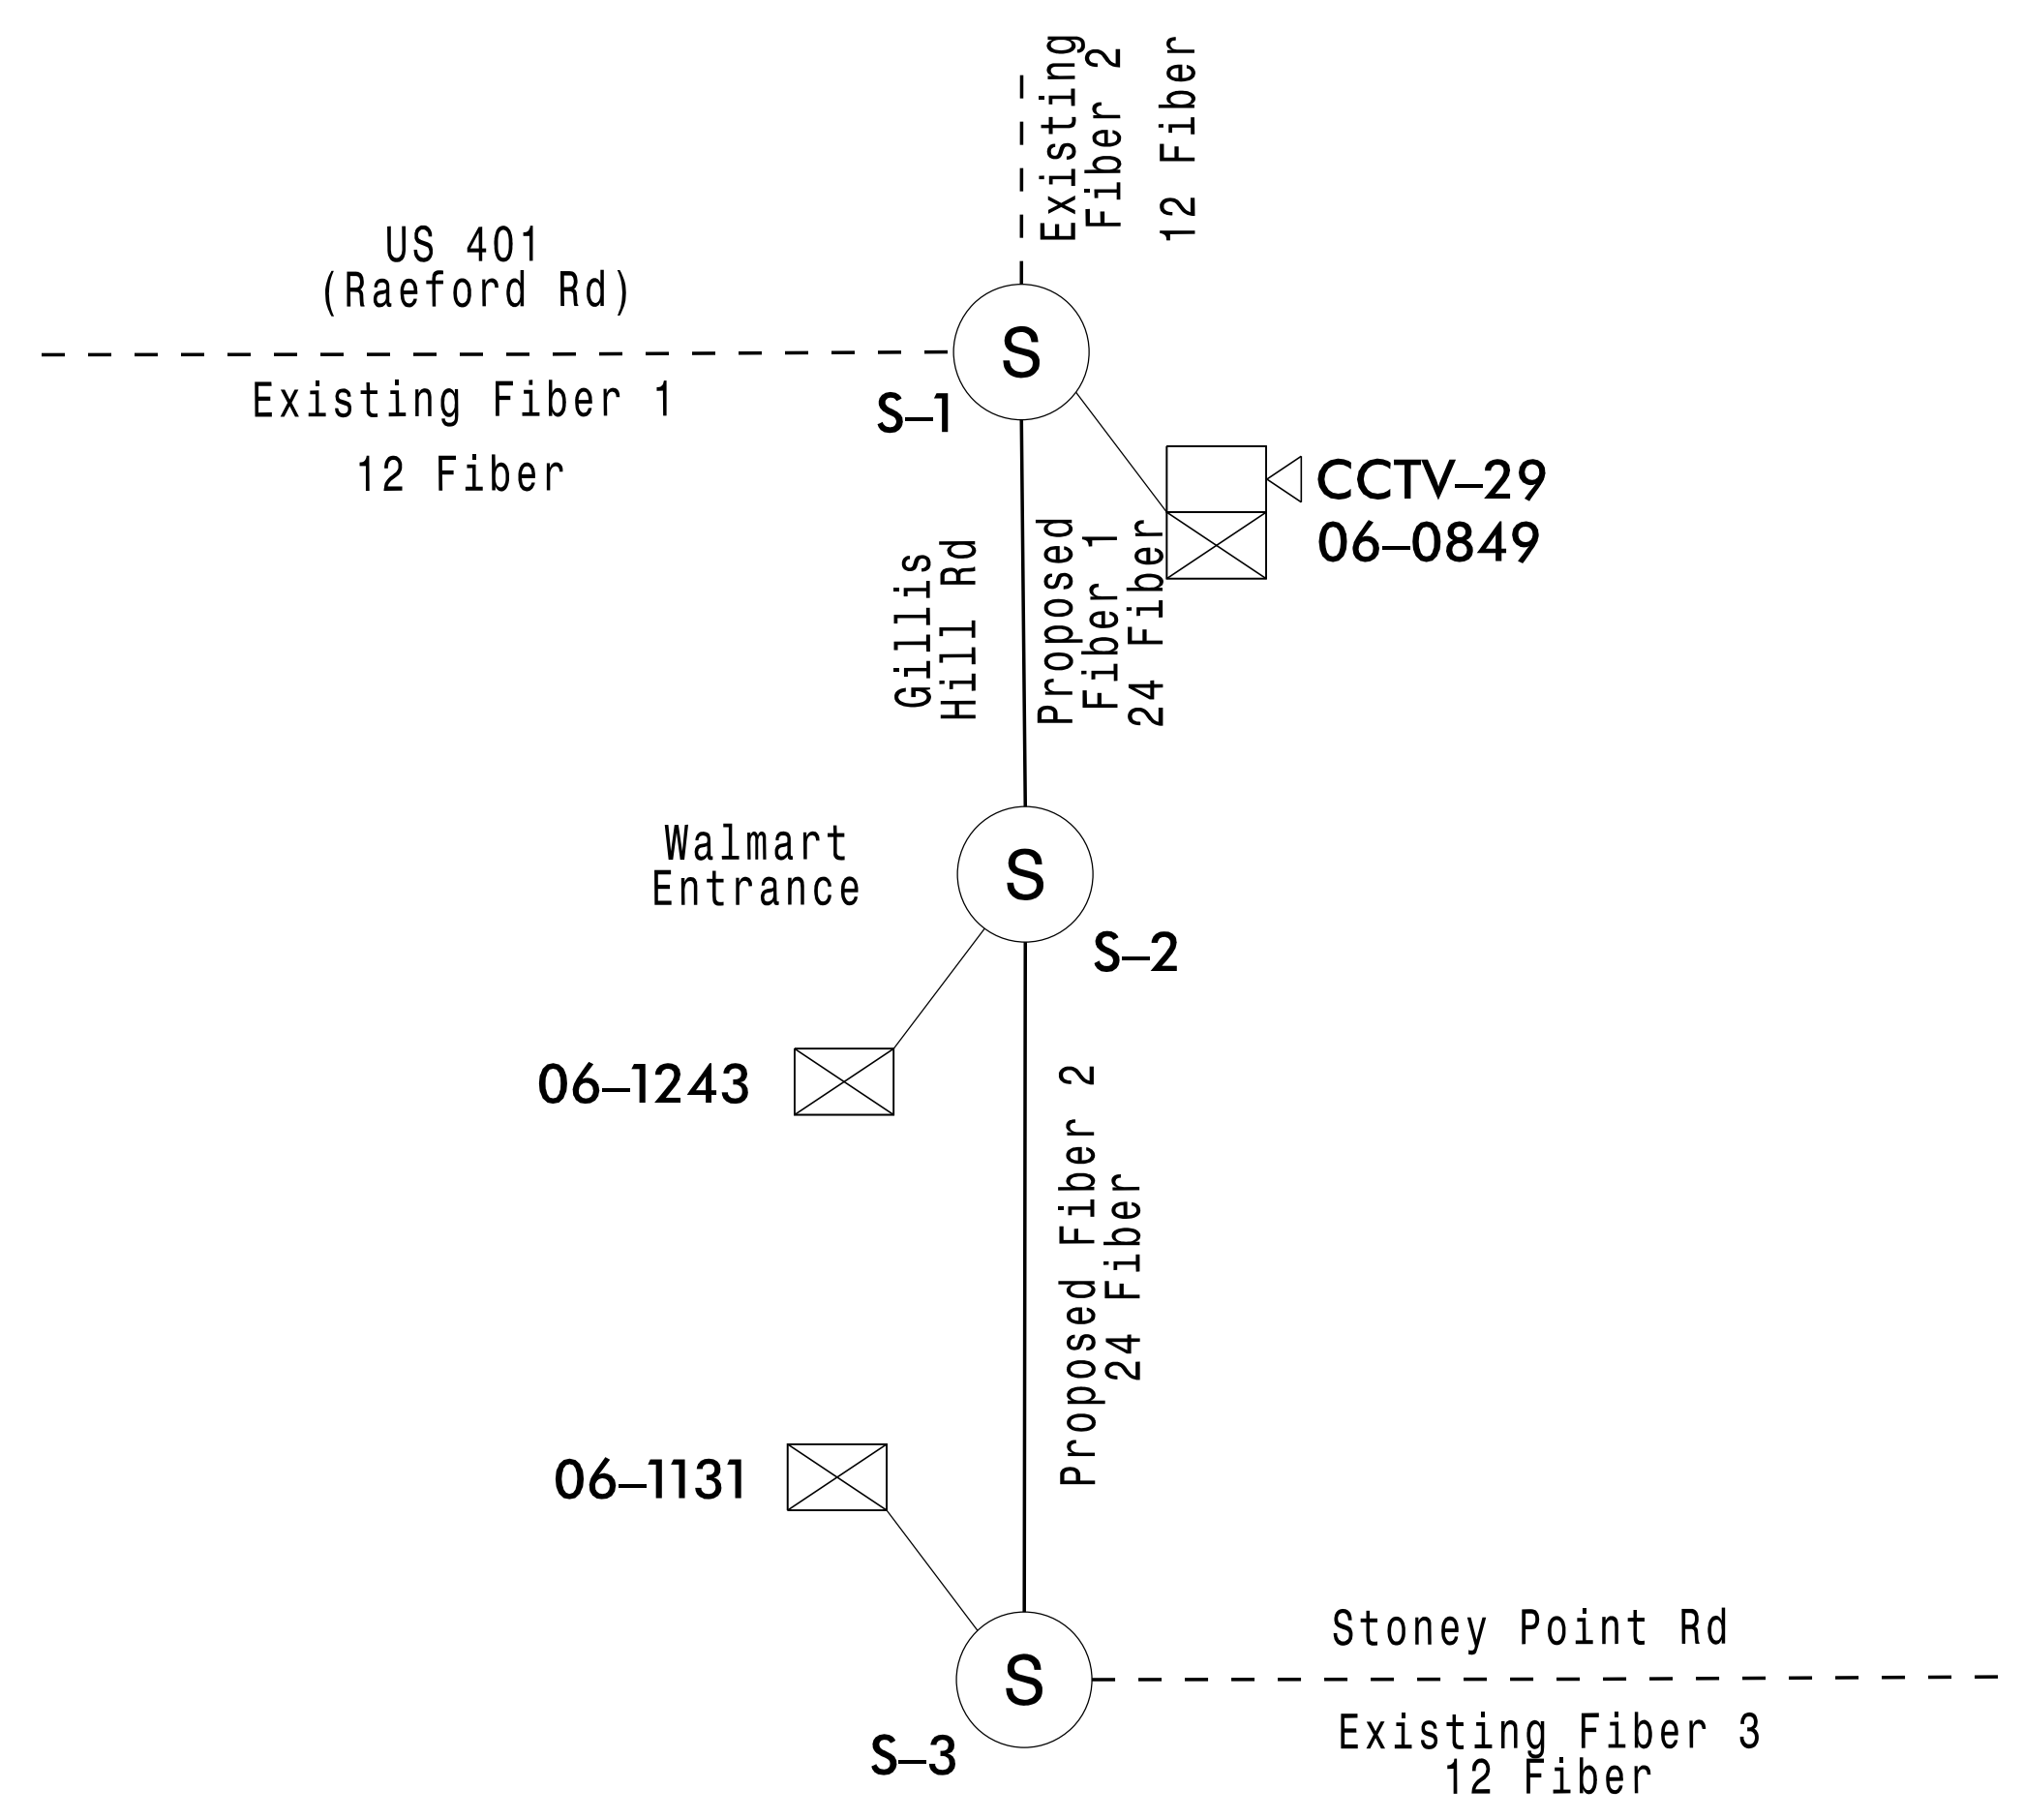 Existing
Fiber 2
12 Fiber
US 401
(Raeford Rd)
S
Existing Fiber 1
S–1
12 Fiber
CCTV–29
06–0849
Gillis
Hill Rd
Proposed
Fiber 1
24 Fiber
Walmart
Entrance
S
S–2
06–1243
Proposed Fiber 2
24 Fiber
06–1131
Stoney Point Rd
S
Existing Fiber 3
S–3
12 Fiber